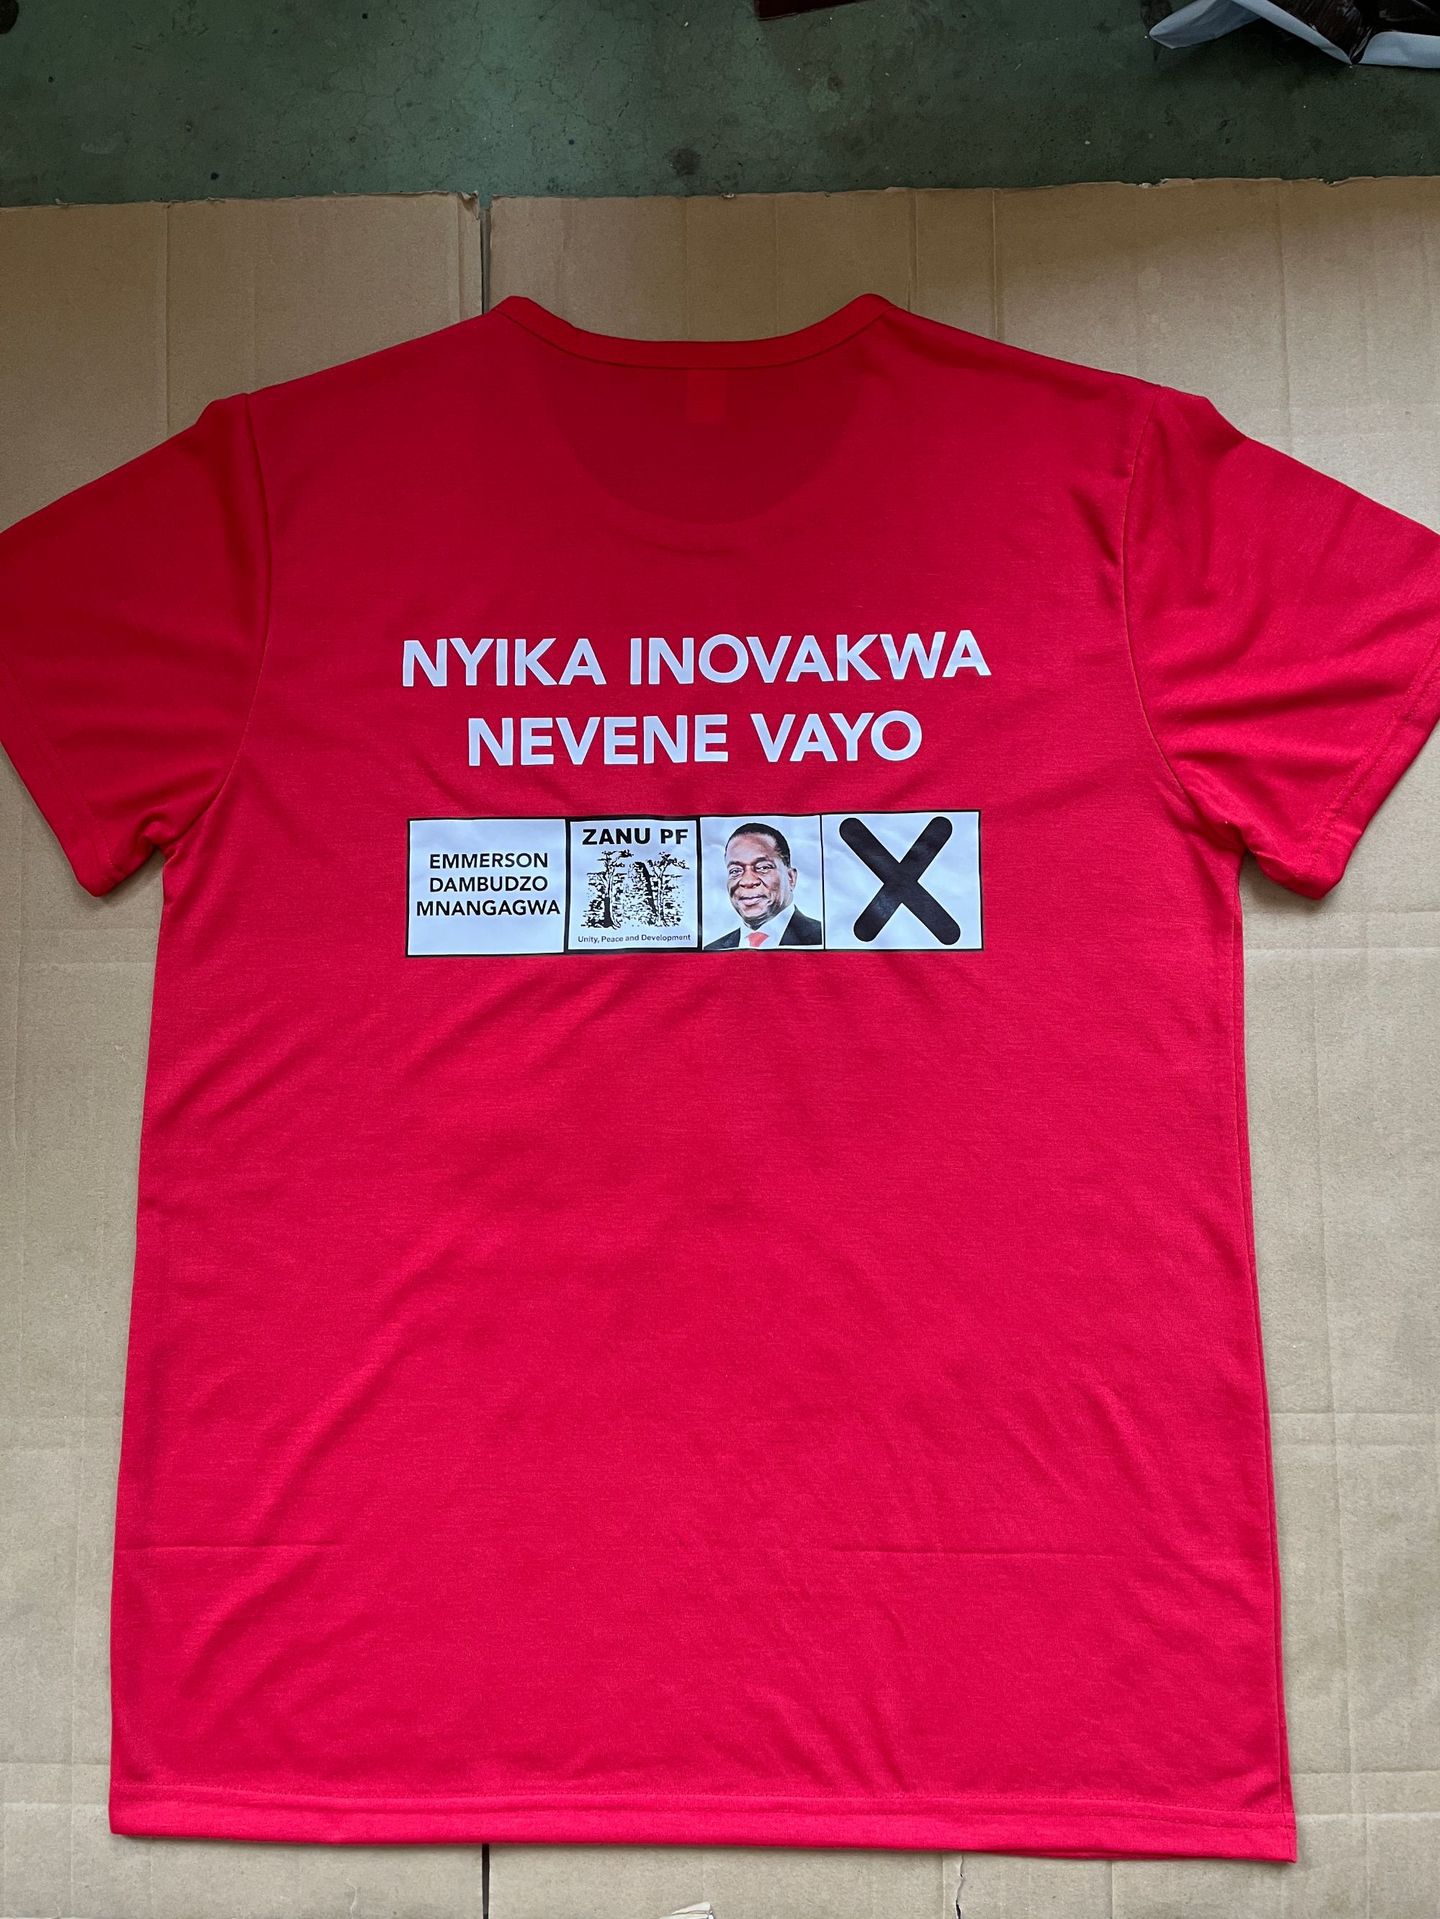 NYIKA INOVAKWA
NEVENE VAYO
EMMERSON
DAMBUDZO
MNANGAGWA
ZANU PF
Unity, Peace and Development
X